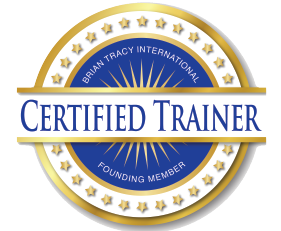 BRIAN TRACY INTERNATIONAL
CERTIFIED TRAINER
FOUNDING MEMBER